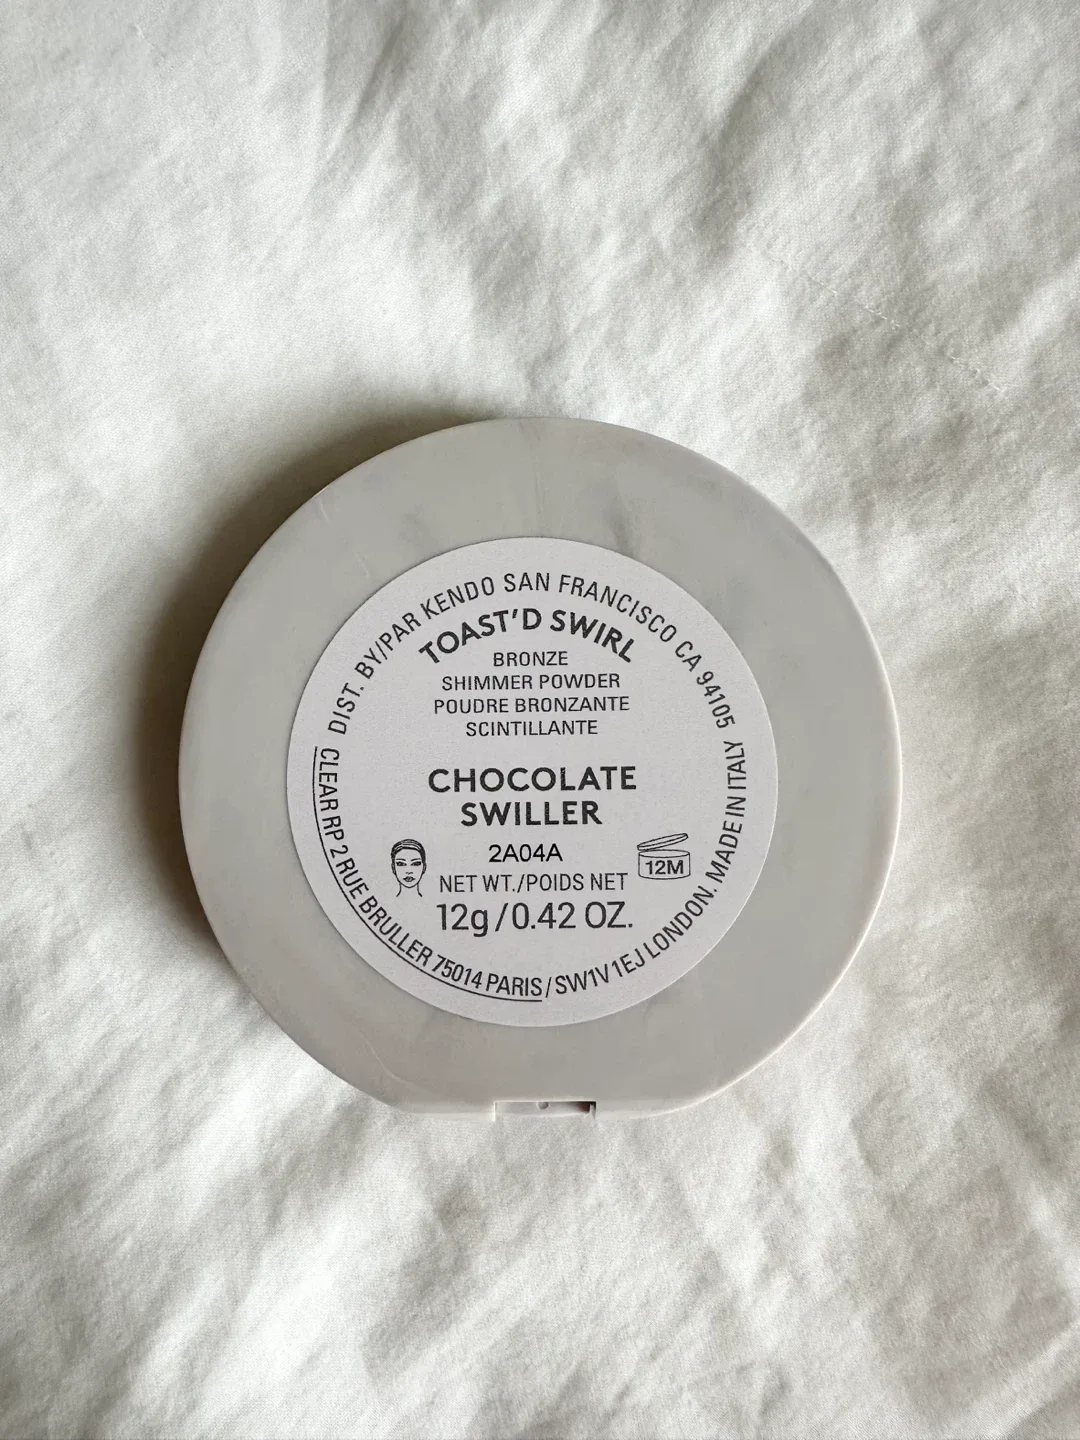 DIST. BY/PAR KENDO SAN FRANCISCO CA 94105
TOAST'D SWIRL
BRONZE
SHIMMER POWDER
POUDRE BRONZANTE
SCINTILLANTE
CHOCOLATE
SWILLER
2A04A
12M
NET WT./POIDS NET
12g/0.42 OZ.
CLEAR RP 2 RUE BRULLER 75014 PARIS/SW1V 1EJ LONDON. MADE IN ITALY